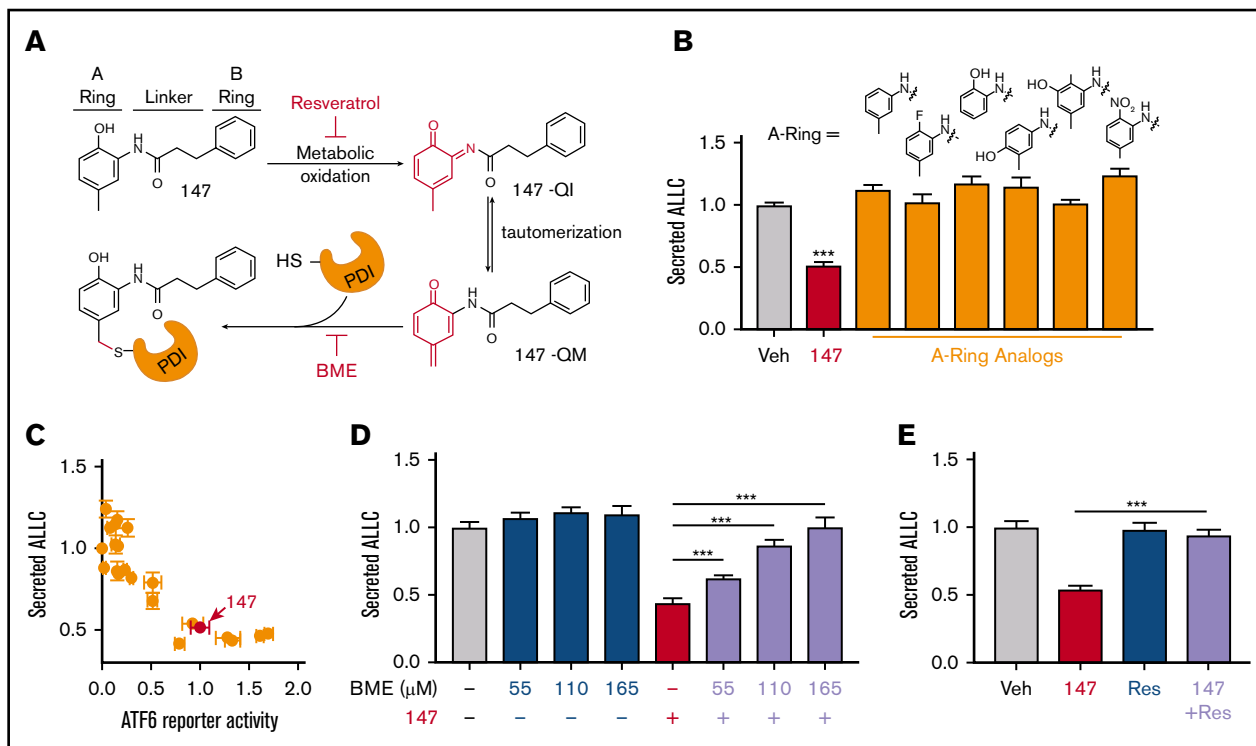 A
A
Ring
Linker
B
Ring
Resveratrol
Metabolic
oxidation
OH
H
N
O
147
O
N
O
147 -QI
tautomerization
OH
H
N
O
S
PDI
HS
PDI
BME
O
H
N
O
147 -QM
B
A-Ring =
H
N
F
H
N
OH
H
N
HO
H
N
HO
H
N
NO2
H
N
Secreted ALLC
1.5
1.0
0.5
0.0
***
Veh
147
A-Ring Analogs
C
Secreted ALLC
1.5
1.0
0.5
147
0.0
0.5
1.0
1.5
2.0
ATF6 reporter activity
D
Secreted ALLC
1.5
1.0
0.5
0.0
***
***
***
BME (μM) – 55 110 165 – 55 110 165
147 – – – – + + + +
E
Secreted ALLC
1.5
1.0
0.5
0.0
***
Veh
147
Res
147
+Res